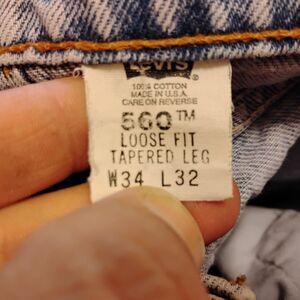 Levi's ®
100% COTTON
MADE IN U.S.A.
CARE ON REVERSE
560™
LOOSE FIT
TAPERED LEG
W34 L32